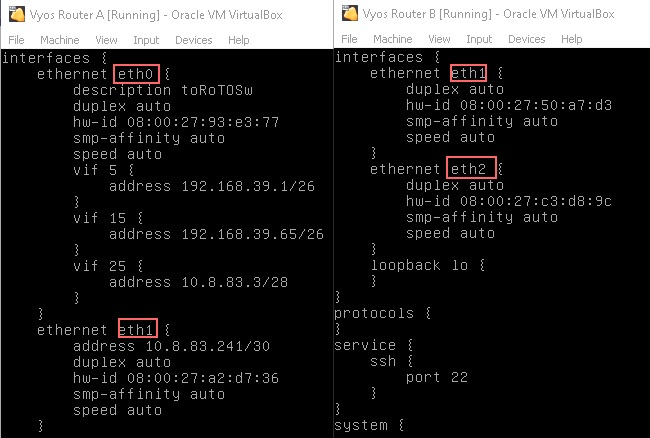 Vyos Router A [Running] - Oracle VM VirtualBox
File Machine View Input Devices Help
interfaces {
ethernet eth0 {
description toRoTOSw
duplex auto
hw-id 08:00:27:93:e3:77
smp-affinity auto
speed auto
vif 5 {
address 192.168.39.1/26
}
vif 15 {
address 192.168.39.65/26
}
vif 25 {
address 10.8.83.3/28
}
}
ethernet eth1 {
address 10.8.83.241/30
duplex auto
hw-id 08:00:27:a2:d7:36
smp-affinity auto
speed auto
}
Vyos Router B [Running] - Oracle VM VirtualBox
File Machine View Input Devices Help
interfaces {
ethernet eth1 {
duplex auto
hw-id 08:00:27:50:a7:d3
smp-affinity auto
speed auto
}
ethernet eth2 {
duplex auto
hw-id 08:00:27:c3:d8:9c
smp-affinity auto
speed auto
}
loopback lo {
}
}
protocols {
}
service {
ssh {
port 22
}
}
system {